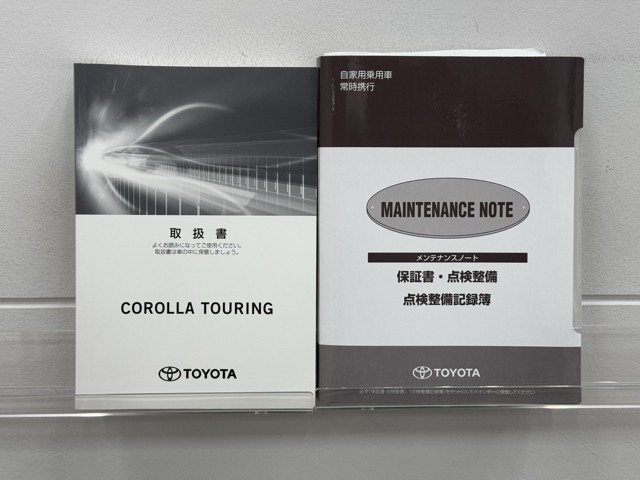 取扱書
よくお読みになってご使用ください。
取扱書は車の中に保管しましょう。
COROLLA TOURING
TOYOTA
自家用乗用車
常時携行
MAINTENANCE NOTE
メンテナンスノート
保証書・点検整備
点検整備記録簿
TOYOTA